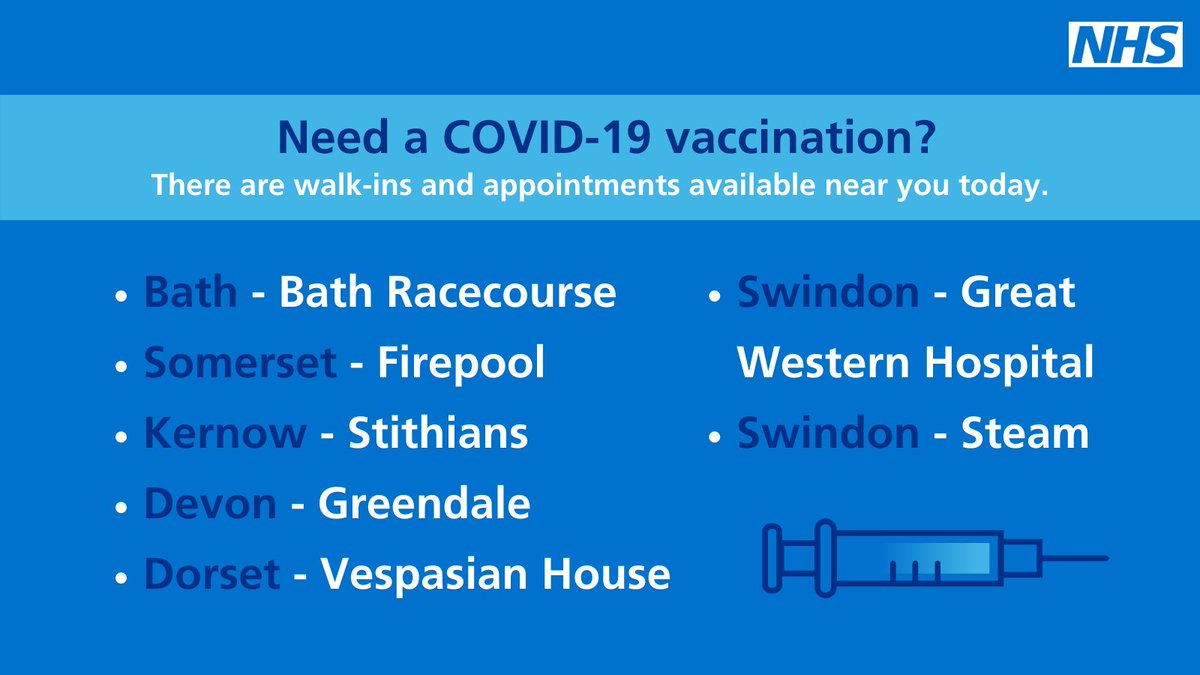 NHS
Need a COVID-19 vaccination?
There are walk-ins and appointments available near you today.
• Bath - Bath Racecourse
• Somerset - Firepool
• Kernow - Stithians
• Devon - Greendale
• Dorset - Vespasian House
• Swindon - Great
Western Hospital
• Swindon - Steam